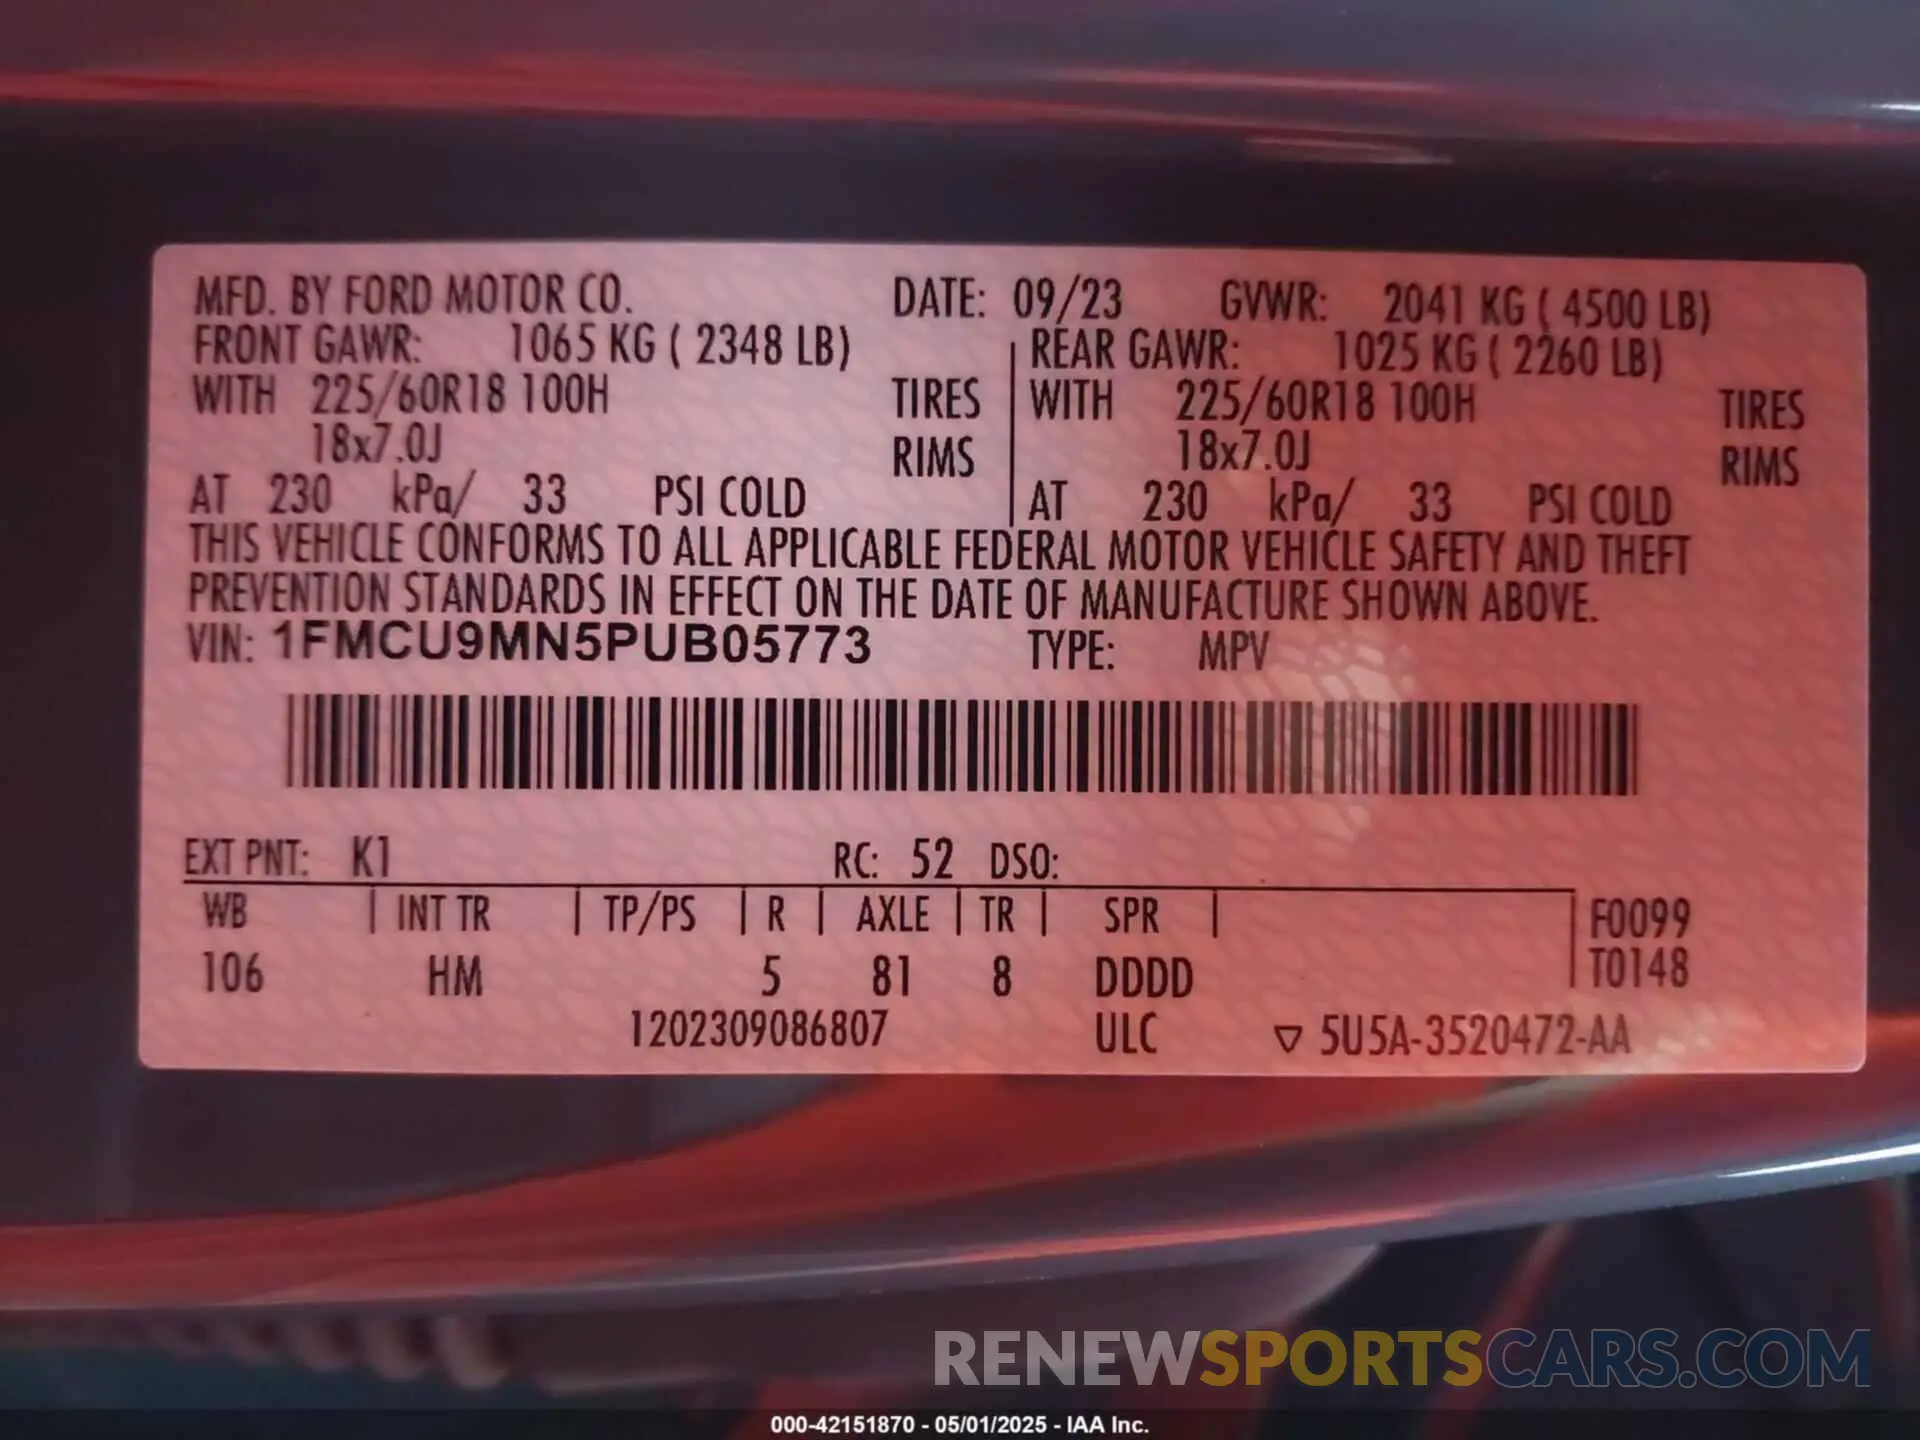 MFD. BY FORD MOTOR CO. DATE: 09/23 GVWR: 2041 KG ( 4500 LB)
FRONT GAWR: 1065 KG ( 2348 LB) REAR GAWR: 1025 KG ( 2260 LB)
WITH 225/60R18 100H TIRES WITH 225/60R18 100H TIRES
18x7.0J RIMS 18x7.0J RIMS
AT 230 kPa/ 33 PSI COLD AT 230 kPa/ 33 PSI COLD
THIS VEHICLE CONFORMS TO ALL APPLICABLE FEDERAL MOTOR VEHICLE SAFETY AND THEFT
PREVENTION STANDARDS IN EFFECT ON THE DATE OF MANUFACTURE SHOWN ABOVE.
VIN: 1FMCU9MN5PUB05773 TYPE: MPV
EXT PNT: K1 RC: 52 DSO:
WB INT TR TP/PS R AXLE TR SPR F0099
106 HM 5 81 8 DDDD T0148
1202309086807 ULC ▽ 5U5A-3520472-AA
RENEWSPORTSCARS.COM
000-42151870 - 05/01/2025 - IAA Inc.